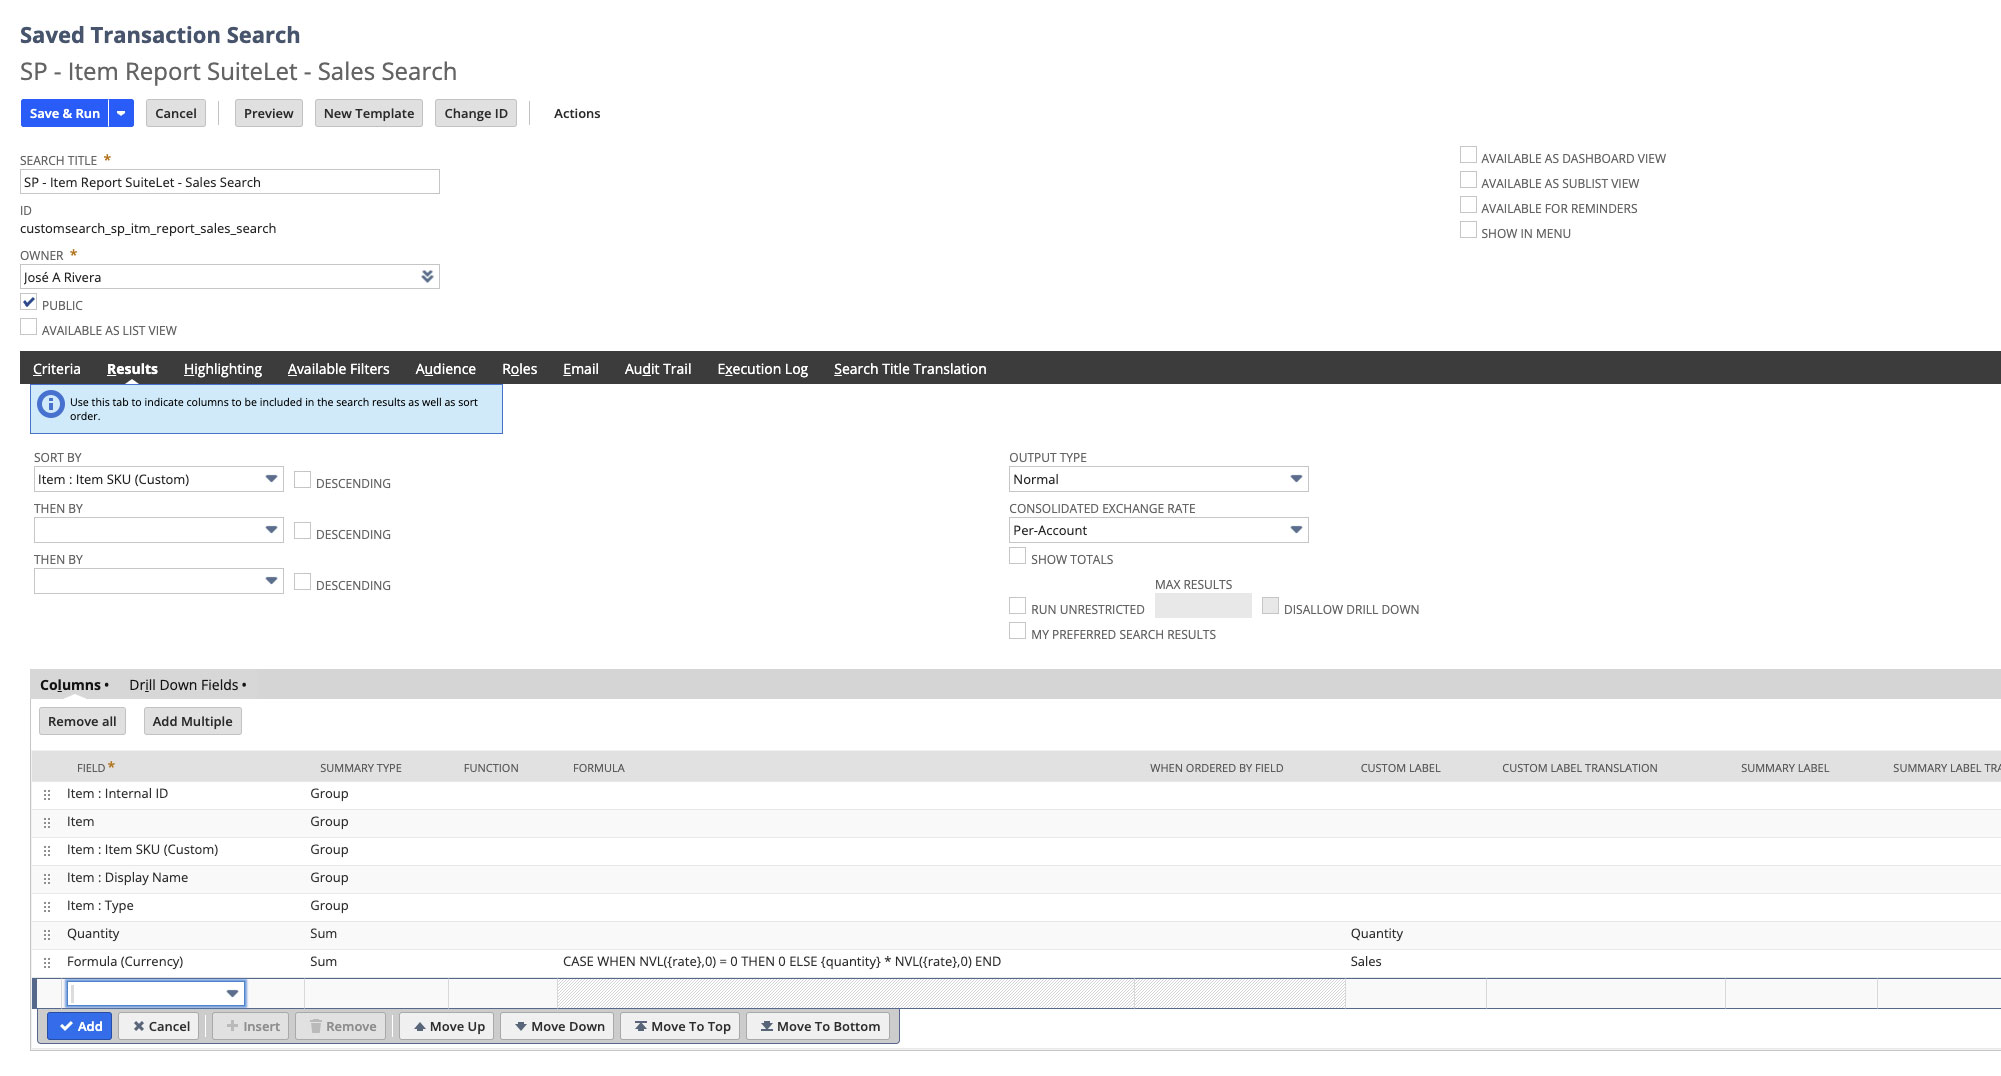 Saved Transaction Search
SP - Item Report SuiteLet - Sales Search
Save & Run Cancel Preview New Template Change ID Actions
SEARCH TITLE *
SP - Item Report SuiteLet - Sales Search
ID
customsearch_sp_itm_report_sales_search
OWNER *
José A Rivera
PUBLIC
AVAILABLE AS LIST VIEW
AVAILABLE AS DASHBOARD VIEW
AVAILABLE AS SUBLIST VIEW
AVAILABLE FOR REMINDERS
SHOW IN MENU
Criteria Results Highlighting Available Filters Audience Roles Email Audit Trail Execution Log Search Title Translation
Use this tab to indicate columns to be included in the search results as well as sort
order.
SORT BY
Item : Item SKU (Custom) DESCENDING
THEN BY
DESCENDING
THEN BY
DESCENDING
OUTPUT TYPE
Normal
CONSOLIDATED EXCHANGE RATE
Per-Account
SHOW TOTALS
MAX RESULTS
RUN UNRESTRICTED DISALLOW DRILL DOWN
MY PREFERRED SEARCH RESULTS
Columns • Drill Down Fields •
Remove all Add Multiple
FIELD * SUMMARY TYPE FUNCTION FORMULA WHEN ORDERED BY FIELD CUSTOM LABEL CUSTOM LABEL TRANSLATION SUMMARY LABEL SUMMARY LABEL TRA
Item : Internal ID Group
Item Group
Item : Item SKU (Custom) Group
Item : Display Name Group
Item : Type Group
Quantity Sum Quantity
Formula (Currency) Sum CASE WHEN NVL({rate},0) = 0 THEN 0 ELSE {quantity} * NVL({rate},0) END Sales
Add Cancel Insert Remove Move Up Move Down Move To Top Move To Bottom